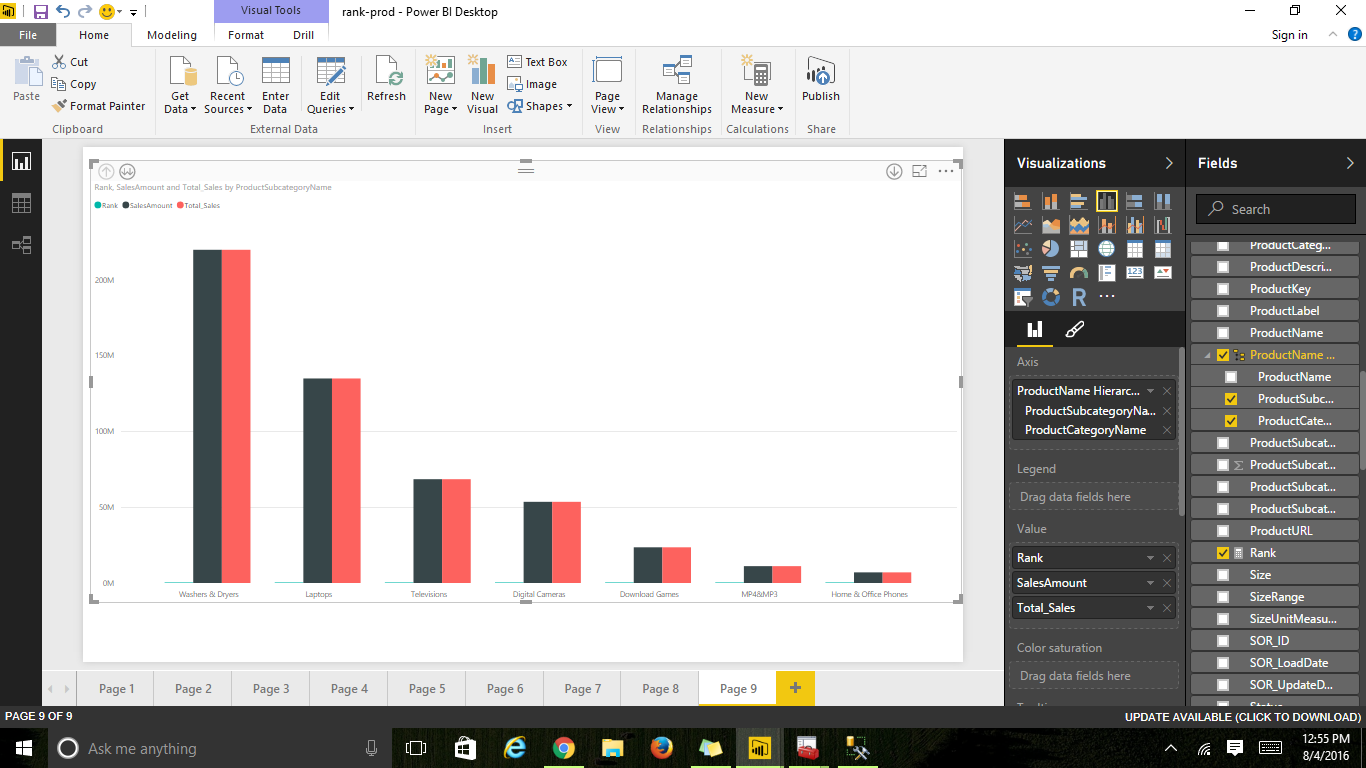 Visual Tools
rank-prod - Power BI Desktop
File
Home
Modeling
Format
Drill
Sign in
Paste
Cut
Copy
Format Painter
Clipboard
Get Data
Recent Sources
Enter Data
Edit Queries
Refresh
External Data
New Page
New Visual
Text Box
Image
Shapes
Insert
Page View
View
Manage Relationships
Relationships
New Measure
Calculations
Publish
Share
Rank, SalesAmount and Total_Sales by ProductSubcategoryName
Rank SalesAmount Total_Sales
200M
150M
100M
50M
0M
Washers & Dryers
Laptops
Televisions
Digital Cameras
Download Games
MP4&MP3
Home & Office Phones
Visualizations
123
R
Axis
ProductName Hierarc...
ProductSubcategoryNa...
ProductCategoryName
Legend
Drag data fields here
Value
Rank
SalesAmount
Total_Sales
Color saturation
Drag data fields here
Fields
Search
ProductCateg...
ProductDescri...
ProductKey
ProductLabel
ProductName
ProductName ...
ProductName
ProductSubc...
ProductCate...
ProductSubcat...
ProductSubcat...
ProductSubcat...
ProductSubcat...
ProductURL
Rank
Size
SizeRange
SizeUnitMeasu...
SOR_ID
SOR_LoadDate
SOR_UpdateD...
Page 1
Page 2
Page 3
Page 4
Page 5
Page 6
Page 7
Page 8
Page 9
PAGE 9 OF 9
UPDATE AVAILABLE (CLICK TO DOWNLOAD)
Ask me anything
12:55 PM
8/4/2016